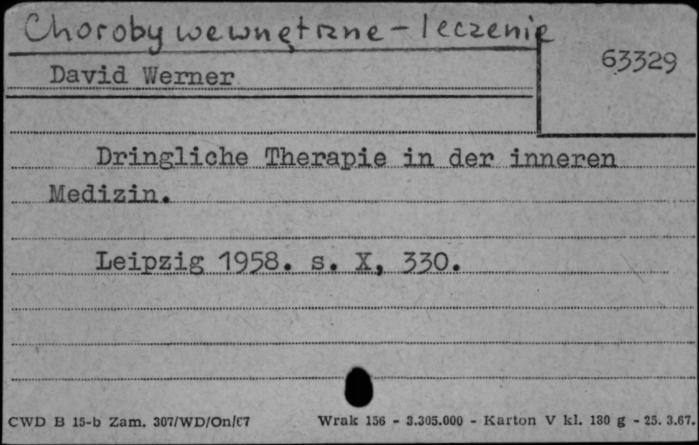 Choroby wewnętrzne - leczenie
63329
David Werner
Dringliche Therapie in der inneren
Medizin.
Leipzig 1958. s. X, 330.
CWD B 15-b Zam. 307/WD/On/67 Wrak 156 - 3.305.000 - Karton V kl. 180 g - 25. 3.67.